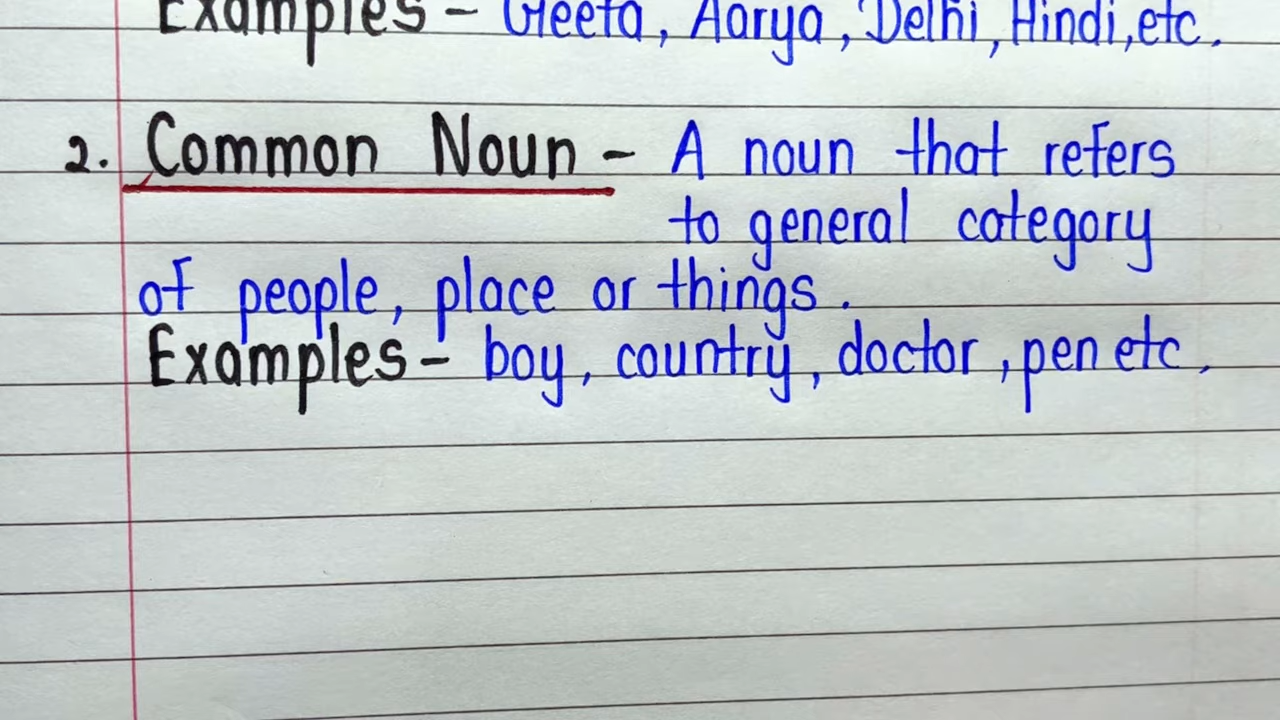 Examples - Geeta, Aarya, Delhi, Hindi, etc.
2. Common Noun - A noun that refers
to general category
of people, place or things.
Examples - boy, country, doctor, pen etc.